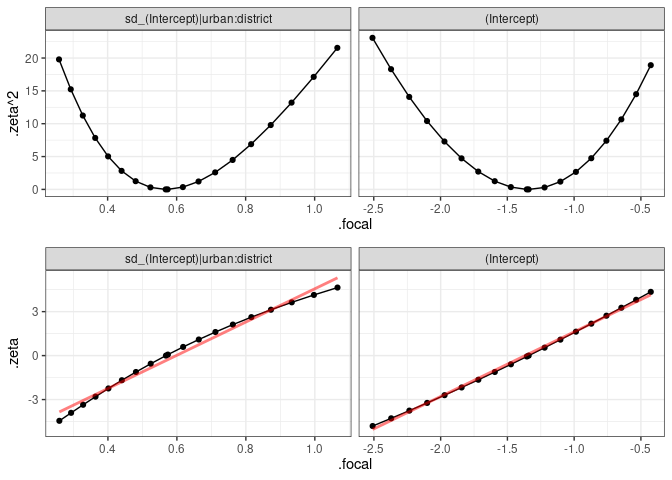 sd_(Intercept)|urban:district (Intercept)
20
15
10
5
0
.zeta^2
0.4 0.6 0.8 1.0 -2.5 -2.0 -1.5 -1.0 -0.5
.focal
sd_(Intercept)|urban:district (Intercept)
3
0
-3
.zeta
0.4 0.6 0.8 1.0 -2.5 -2.0 -1.5 -1.0 -0.5
.focal